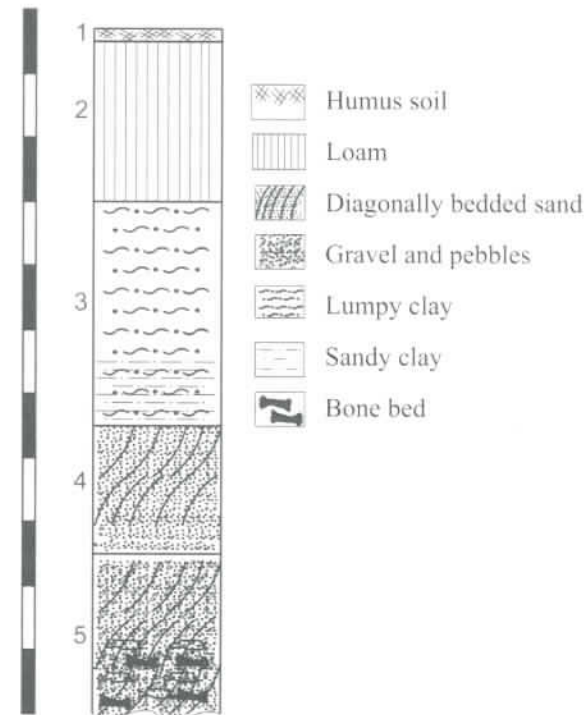 1
2
3
4
5
Humus soil
Loam
Diagonally bedded sand
Gravel and pebbles
Lumpy clay
Sandy clay
Bone bed